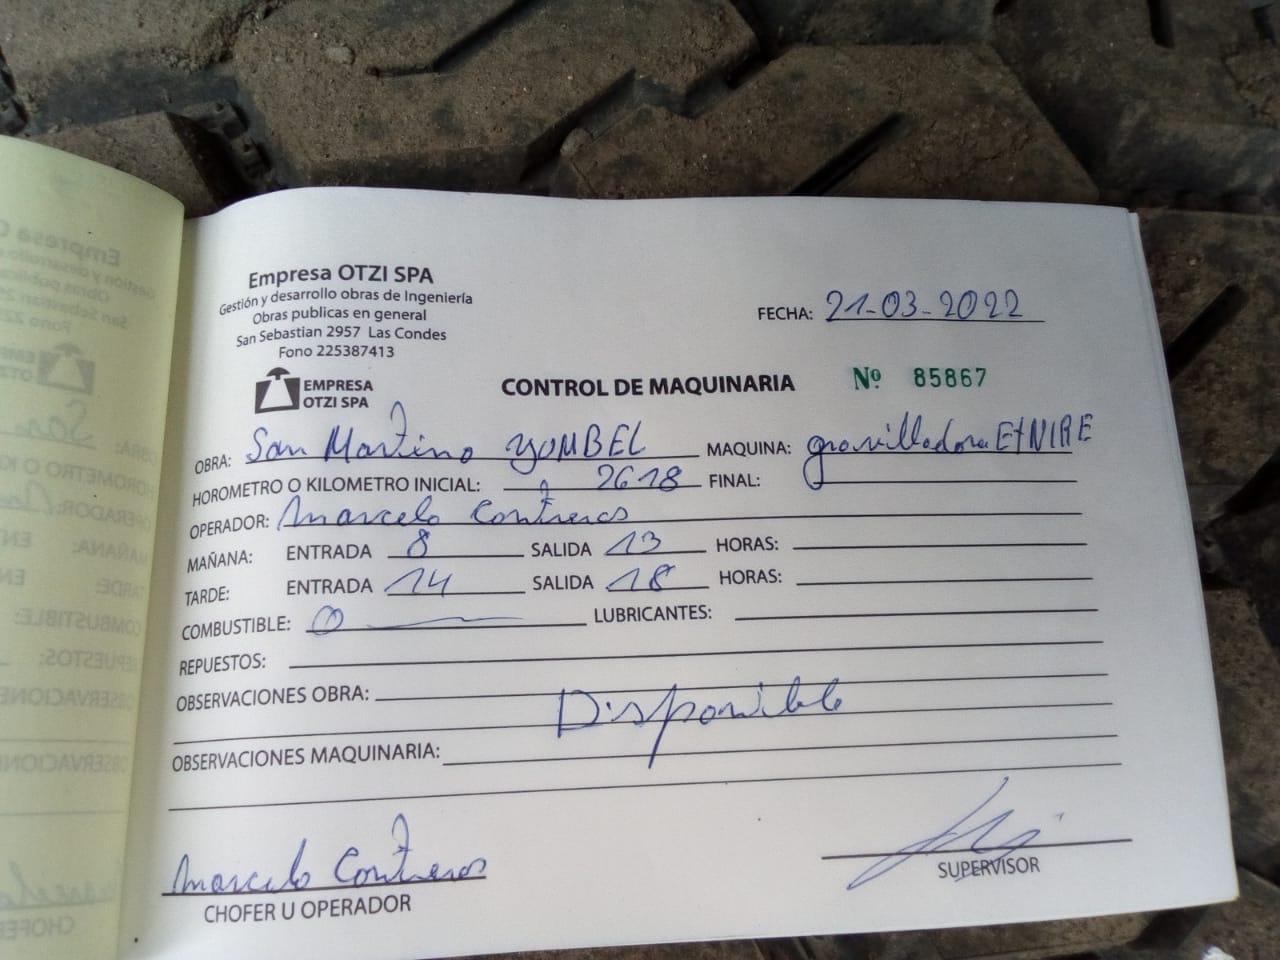 Empresa OTZI SPA
Gestión y desarrollo obras de Ingeniería
Obras publicas en general
San Sebastian 2957 Las Condes
Fono 225387413
EMPRESA
OTZI SPA
FECHA: 21-03-2022
CONTROL DE MAQUINARIA Nº 85867
OBRA: San Martino YUMBEL MAQUINA: gravilladora ETNIRE
HOROMETRO O KILOMETRO INICIAL: 2618 FINAL:
OPERADOR: Marcelo Contreras
MAÑANA: ENTRADA 8 SALIDA 13 HORAS:
TARDE: ENTRADA 14 SALIDA 18 HORAS:
COMBUSTIBLE: 0 LUBRICANTES:
REPUESTOS:
OBSERVACIONES OBRA:
Disponible
OBSERVACIONES MAQUINARIA:
Marcelo Contreras
CHOFER U OPERADOR
SUPERVISOR